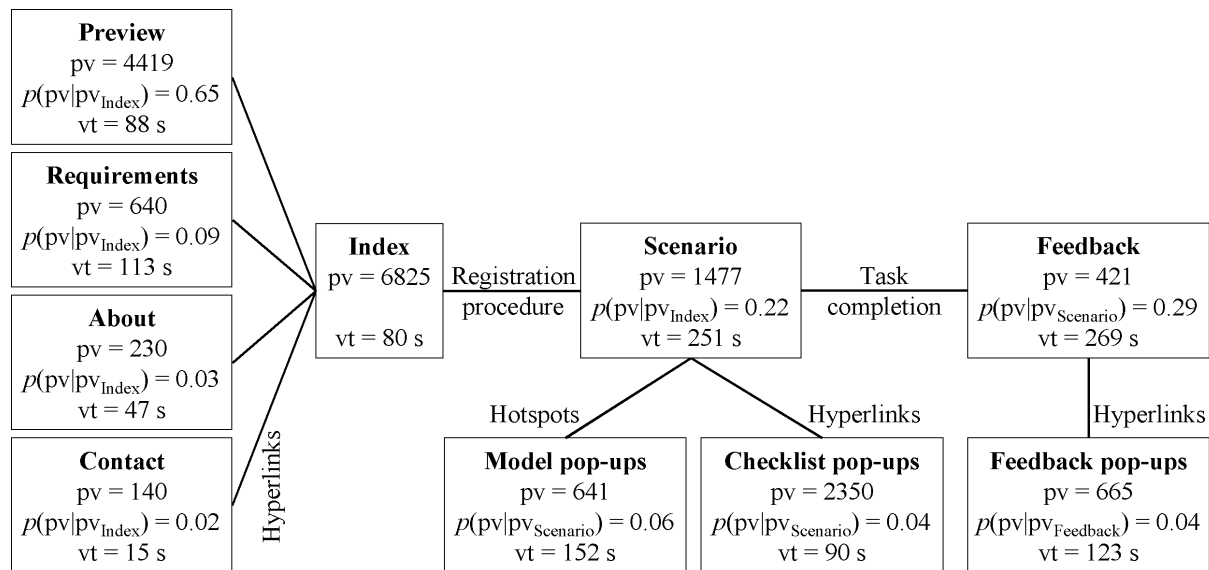 Preview
pv = 4419
p(pv|pvIndex) = 0.65
vt = 88 s
Requirements
pv = 640
p(pv|pvIndex) = 0.09
vt = 113 s
About
pv = 230
p(pv|pvIndex) = 0.03
vt = 47 s
Contact
pv = 140
p(pv|pvIndex) = 0.02
vt = 15 s
Hyperlinks
Index
pv = 6825
vt = 80 s
Registration
procedure
Scenario
pv = 1477
p(pv|pvIndex) = 0.22
vt = 251 s
Task
completion
Feedback
pv = 421
p(pv|pvScenario) = 0.29
vt = 269 s
Hotspots
Hyperlinks
Hyperlinks
Model pop-ups
pv = 641
p(pv|pvScenario) = 0.06
vt = 152 s
Checklist pop-ups
pv = 2350
p(pv|pvScenario) = 0.04
vt = 90 s
Feedback pop-ups
pv = 665
p(pv|pvFeedback) = 0.04
vt = 123 s